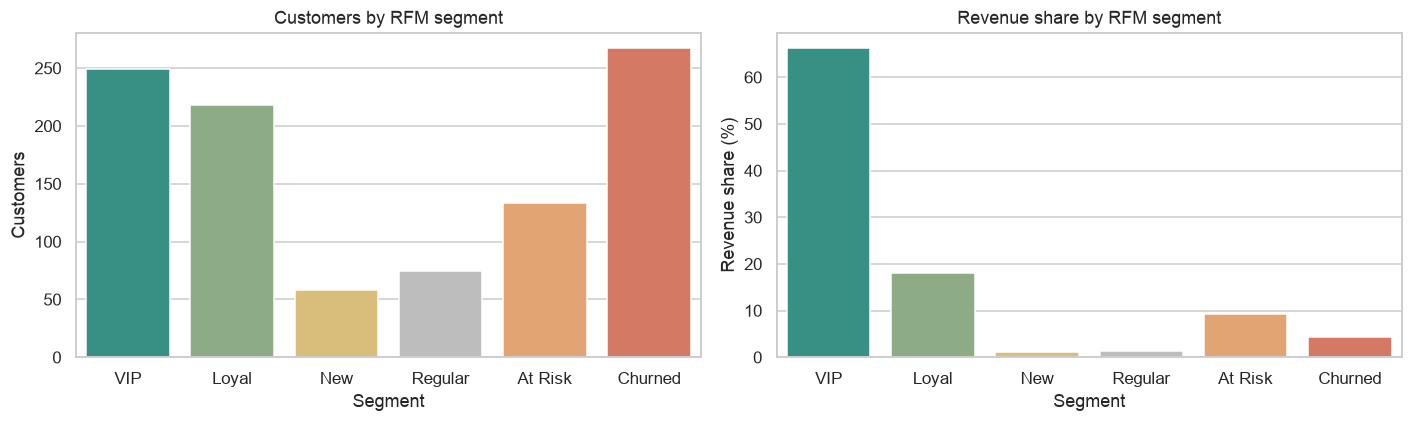 Customers by RFM segment
Customers
250
200
150
100
50
0
VIP Loyal New Regular At Risk Churned
Segment
Revenue share by RFM segment
Revenue share (%)
60
50
40
30
20
10
0
VIP Loyal New Regular At Risk Churned
Segment